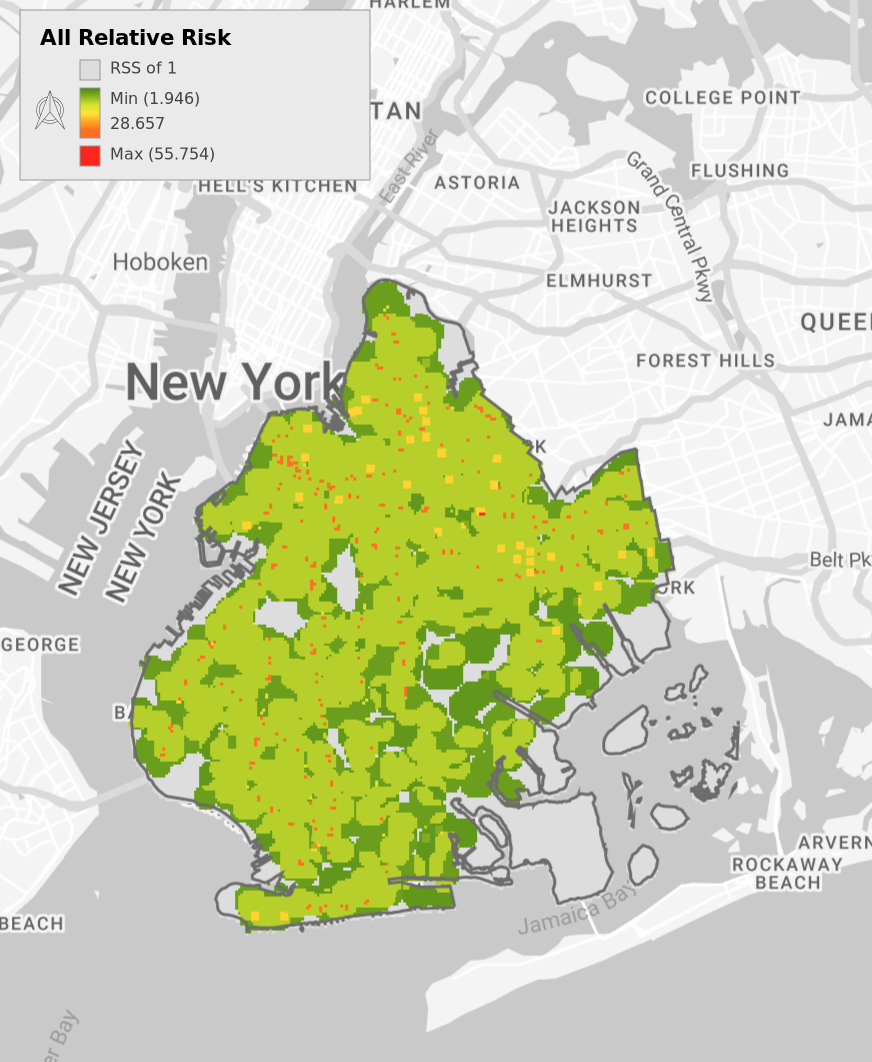 HARLEM
All Relative Risk
RSS of 1
Min (1.946)
28.657
Max (55.754)
TAN
COLLEGE POINT
East River
Grand Central Pkwy
FLUSHING
HELL'S KITCHEN
ASTORIA
JACKSON
HEIGHTS
Hoboken
ELMHURST
QUEE
FOREST HILLS
New York
JAMA
K
NEW JERSEY
NEW YORK
Belt Pk
ORK
GEORGE
B
ARVERN
ROCKAWAY
BEACH
Jamaica Bay
BEACH
er Bay